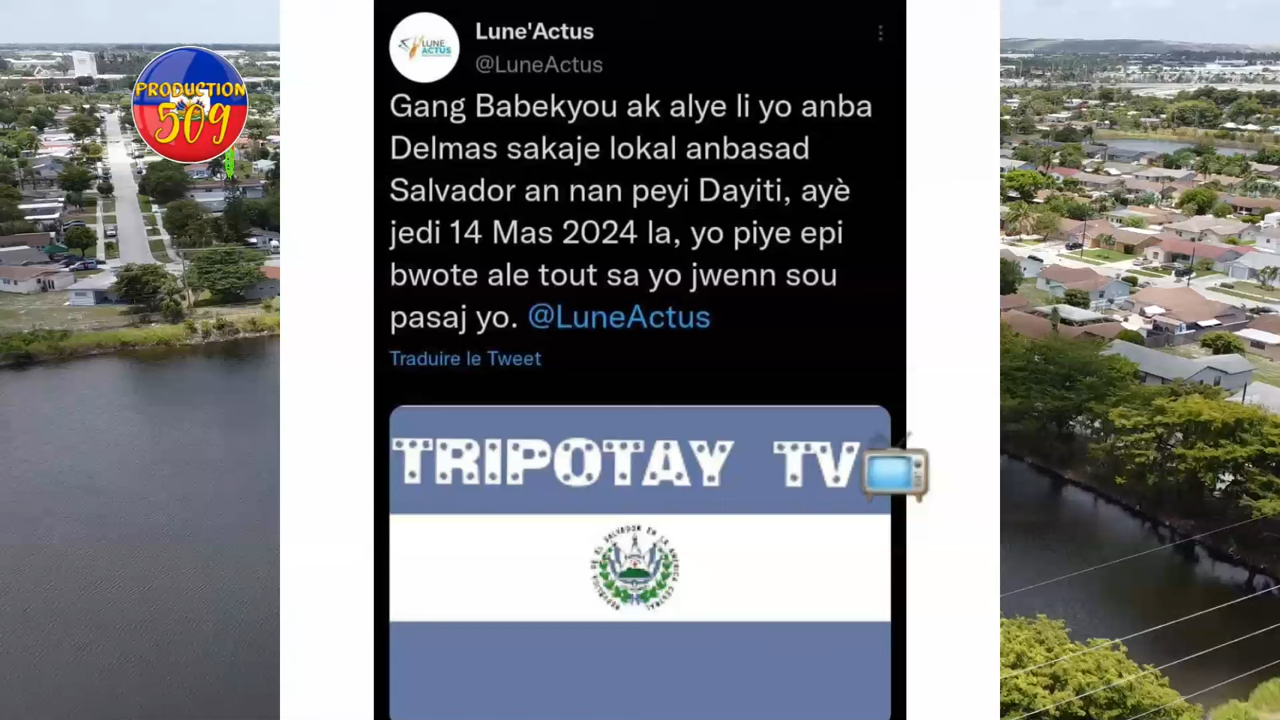 PRODUCTION
509
LUNE
ACTUS
Lune'Actus
@LuneActus
Gang Babekyou ak alye li yo anba
Delmas sakaje lokal anbasad
Salvador an nan peyi Dayiti, ayè
jedi 14 Mas 2024 la, yo piye epi
bwote ale tout sa yo jwenn sou
pasaj yo. @LuneActus
Traduire le Tweet
TRIPOTAY TV